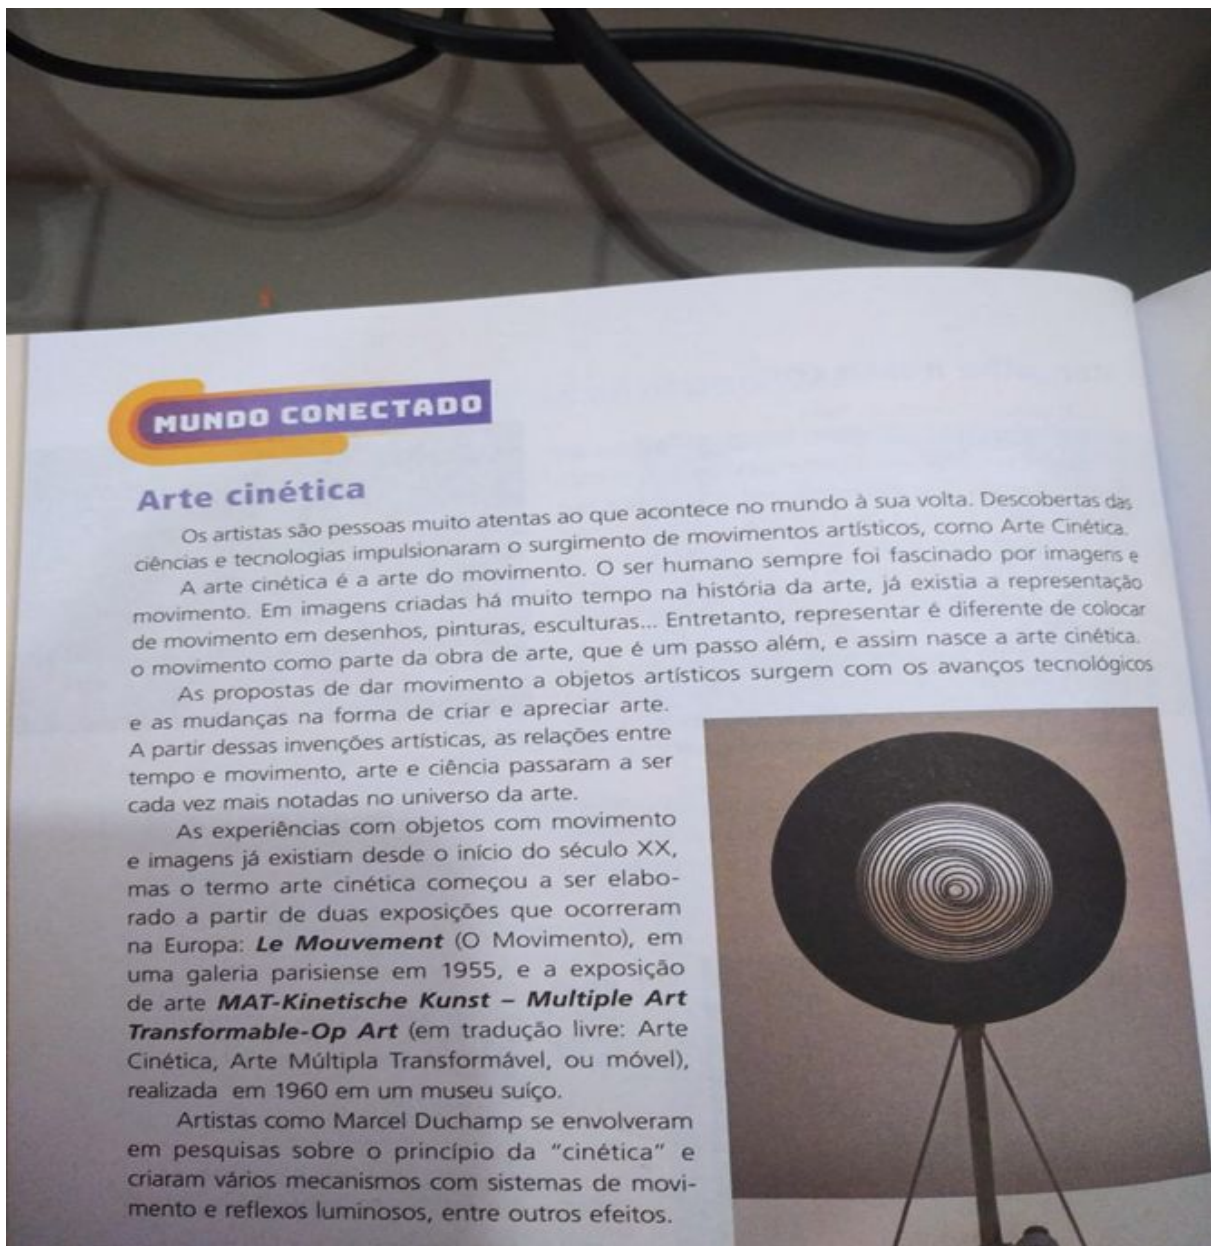 MUNDO CONECTADO
Arte cinética
Os artistas são pessoas muito atentas ao que acontece no mundo à sua volta. Descobertas das
ciências e tecnologias impulsionaram o surgimento de movimentos artísticos, como Arte Cinética.
A arte cinética é a arte do movimento. O ser humano sempre foi fascinado por imagens e
movimento. Em imagens criadas há muito tempo na história da arte, já existia a representação
de movimento em desenhos, pinturas, esculturas... Entretanto, representar é diferente de colocar
o movimento como parte da obra de arte, que é um passo além, e assim nasce a arte cinética.
As propostas de dar movimento a objetos artísticos surgem com os avanços tecnológicos
e as mudanças na forma de criar e apreciar arte.
A partir dessas invenções artísticas, as relações entre
tempo e movimento, arte e ciência passaram a ser
cada vez mais notadas no universo da arte.
As experiências com objetos com movimento
e imagens já existiam desde o início do século XX,
mas o termo arte cinética começou a ser elabo-
rado a partir de duas exposições que ocorreram
na Europa: Le Mouvement (O Movimento), em
uma galeria parisiense em 1955, e a exposição
de arte MAT-Kinetische Kunst – Multiple Art
Transformable-Op Art (em tradução livre: Arte
Cinética, Arte Múltipla Transformável, ou móvel),
realizada em 1960 em um museu suíço.
Artistas como Marcel Duchamp se envolveram
em pesquisas sobre o princípio da "cinética" e
criaram vários mecanismos com sistemas de movi-
mento e reflexos luminosos, entre outros efeitos.